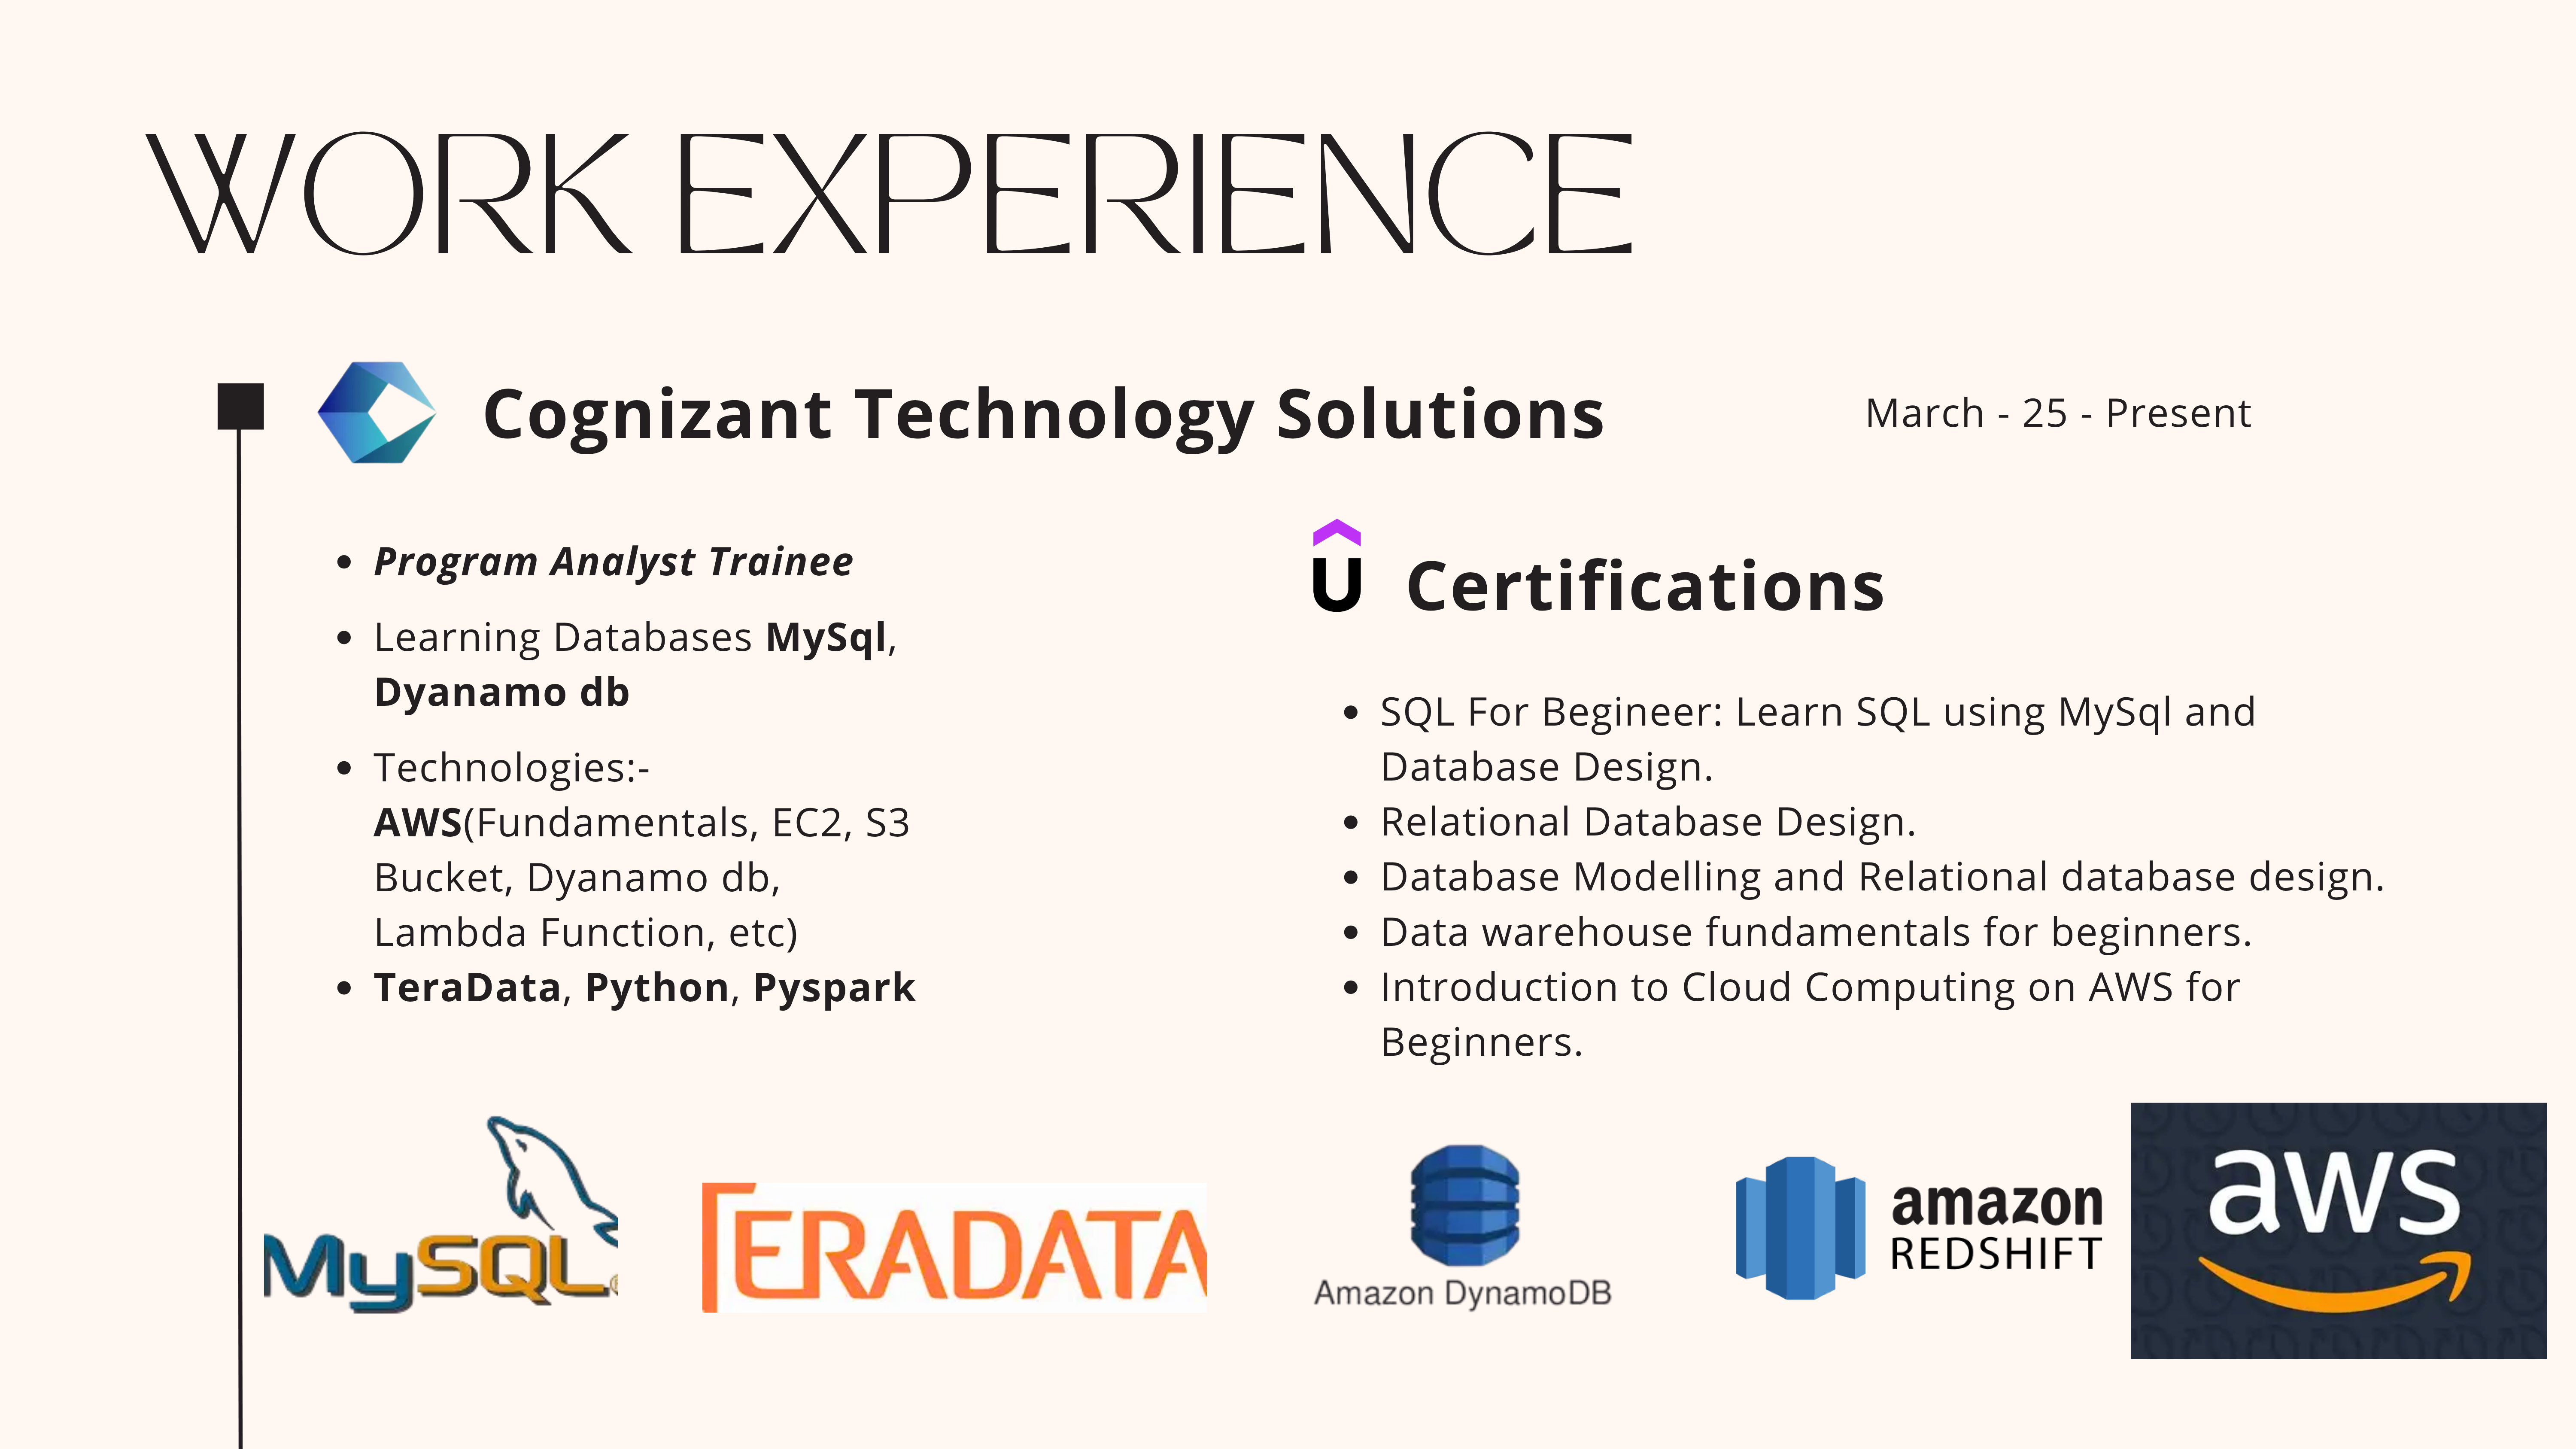 WORK EXPERIENCE
Cognizant Technology Solutions
March - 25 - Present
Program Analyst Trainee
Learning Databases MySql,
Dyanamo db
Technologies:-
AWS(Fundamentals, EC2, S3
Bucket, Dyanamo db,
Lambda Function, etc)
TeraData, Python, Pyspark
Certifications
SQL For Begineer: Learn SQL using MySql and
Database Design.
Relational Database Design.
Database Modelling and Relational database design.
Data warehouse fundamentals for beginners.
Introduction to Cloud Computing on AWS for
Beginners.
MySQL®
TERADATA
Amazon DynamoDB
amazon
REDSHIFT
aws